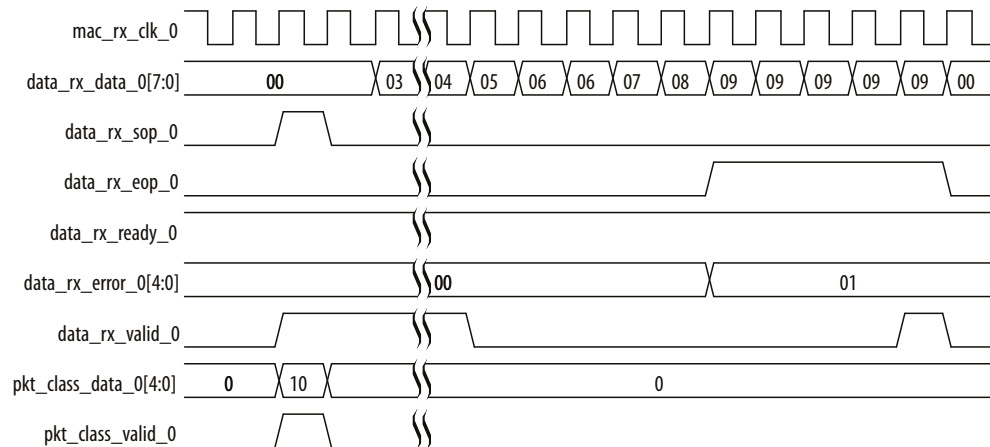 mac_rx_clk_0
data_rx_data_0[7:0] 00 03 04 05 06 06 07 08 09 09 09 09 09 00
data_rx_sop_0
data_rx_eop_0
data_rx_ready_0
data_rx_error_0[4:0] 00 01
data_rx_valid_0
pkt_class_data_0[4:0] 0 10 0
pkt_class_valid_0